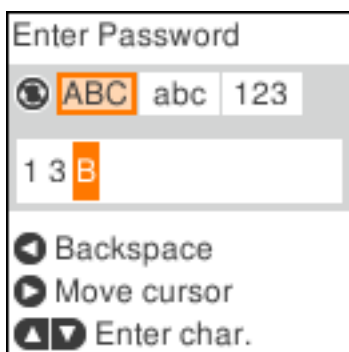 Enter Password
ABC abc 123
1 3 B
Backspace
Move cursor
Enter char.